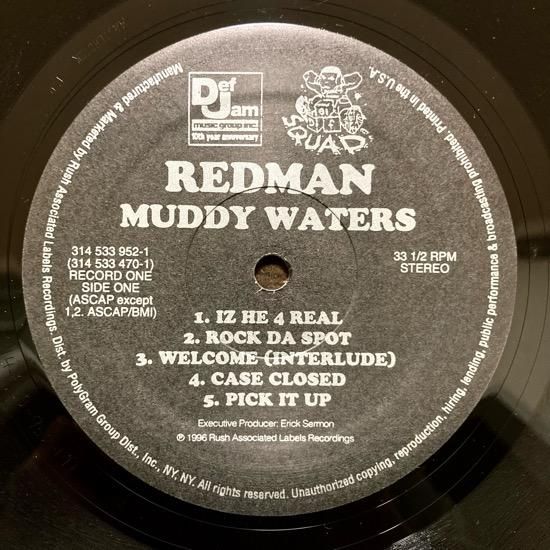 Def
Jam
music group inc.
10th year anniversary
SQUAD
REDMAN
MUDDY WATERS
314 533 952-1
(314 533 470-1)
RECORD ONE
SIDE ONE
(ASCAP except
1,2. ASCAP/BMI)
33 1/2 RPM
STEREO
1. IZ HE 4 REAL
2. ROCK DA SPOT
3. WELCOME (INTERLUDE)
4. CASE CLOSED
5. PICK IT UP
Executive Producer: Erick Sermon
℗ 1996 Rush Associated Labels Recordings
Manufactured & Marketed by Rush Associated Labels Recordings. Dist. by PolyGram Group Dist., Inc., NY, NY. All rights reserved. Unauthorized copying, reproduction, hiring, lending, public performance & broadcasting prohibited. Printed in the U.S.A.